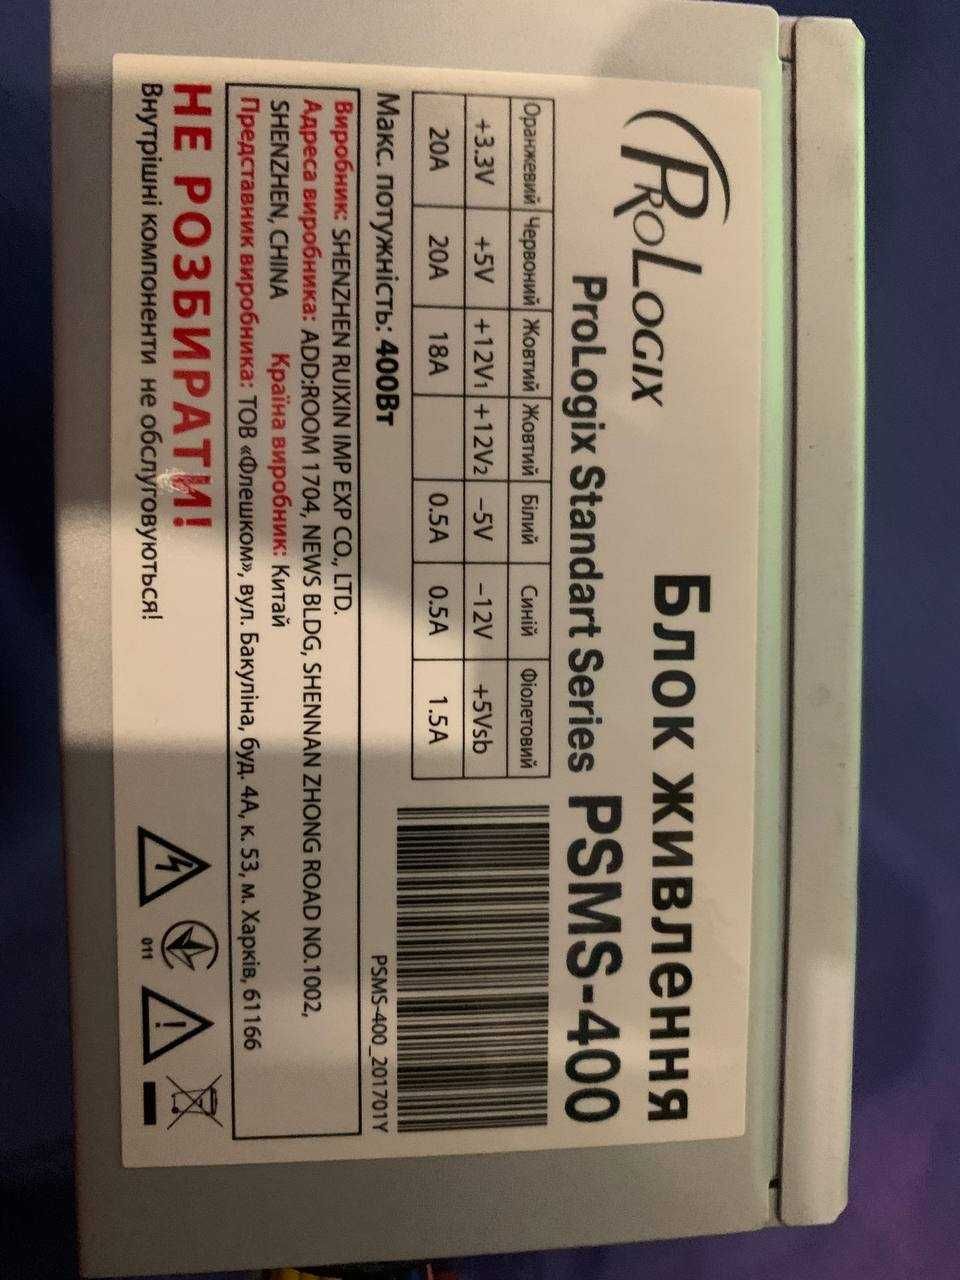 PROLOGIX
Блок живлення
ProLogix Standart Series PSMS-400
Оранжевий Червоний Жовтий Жовтий Білий Синій Фіолетовий
+3.3V +5V +12V1 +12V2 –5V –12V +5Vsb
20A 20A 18A 0.5A 0.5A 1.5A
Макс. потужність: 400Вт
PSMS-400_201701Y
Виробник: SHENZHEN RUIXIN IMP EXP CO., LTD.
Адреса виробника: ADD:ROOM 1704, NEWS BLDG, SHENNAN ZHONG ROAD NO.1002,
SHENZHEN, CHINA Країна виробник: Китай
Представник виробника: ТОВ «Флешком», вул. Бакуліна, буд. 4А, к. 53, м. Харків, 61166
НЕ РОЗБИРАТИ!
Внутрішні компоненти не обслуговуються!
011